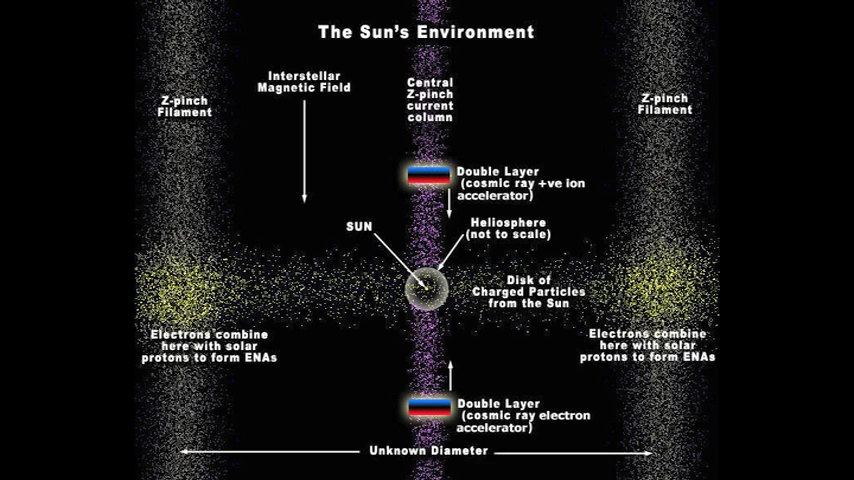 The Sun's Environment
Interstellar
Magnetic Field
Central
Z-pinch
current
column
Z-pinch
Filament
Z-pinch
Filament
Double Layer
(cosmic ray +ve ion
accelerator)
SUN
Heliosphere
(not to scale)
Disk of
Charged Particles
from the Sun
Electrons combine
here with solar
protons to form ENAs
Electrons combine
here with solar
protons to form ENAs
Double Layer
(cosmic ray electron
accelerator)
Unknown Diameter